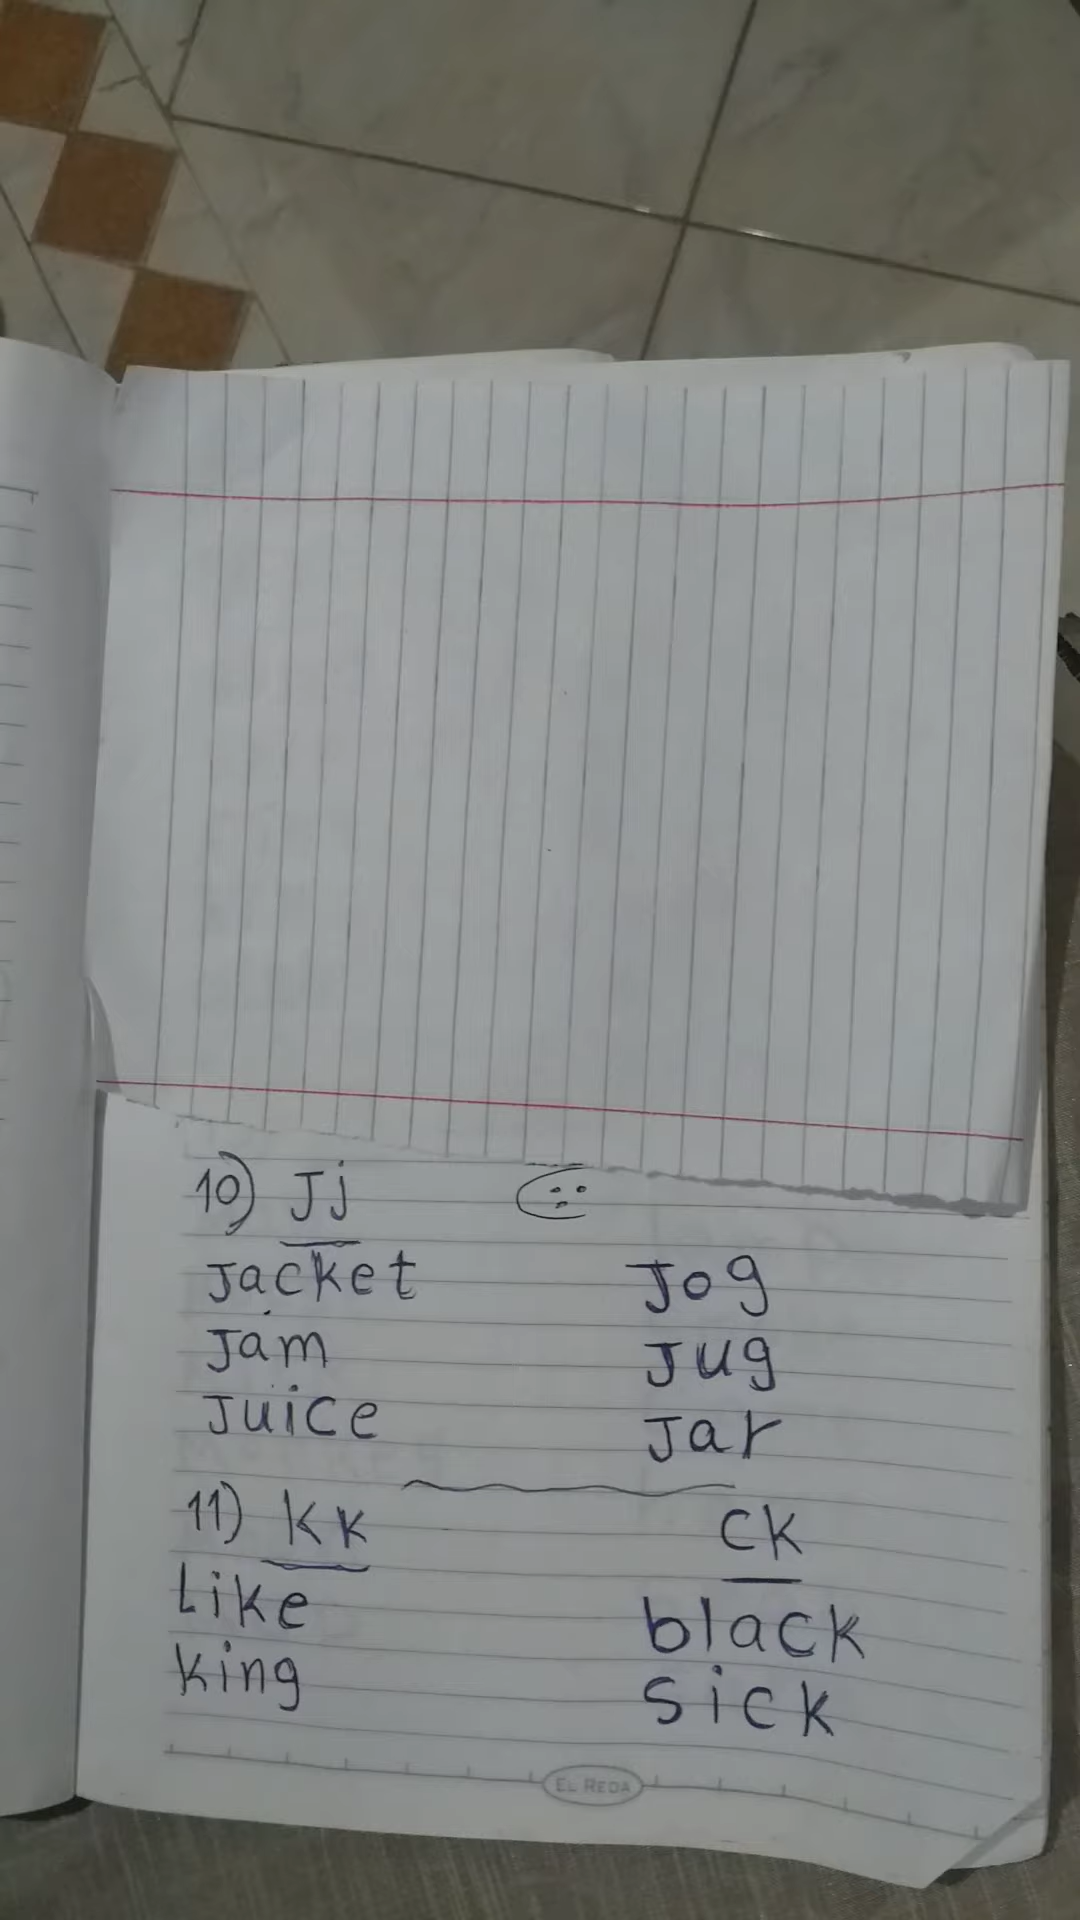 10) Jj
Jacket Jog
Jam Jug
Juice Jar
11) Kk ck
Like black
king sick
EL REDA